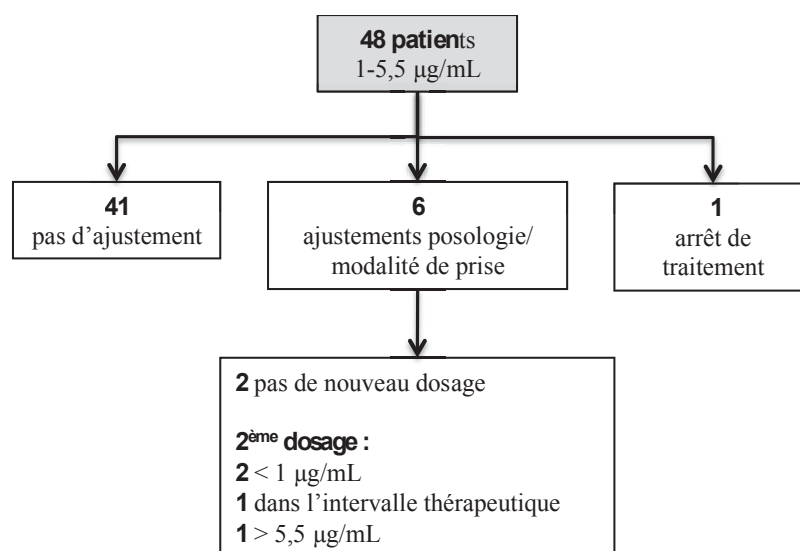 48 patients
1-5,5 µg/mL
41
pas d’ajustement
6
ajustements posologie/
modalité de prise
1
arrêt de
traitement
2 pas de nouveau dosage
2ème dosage :
2 < 1 µg/mL
1 dans l’intervalle thérapeutique
1 > 5,5 µg/mL